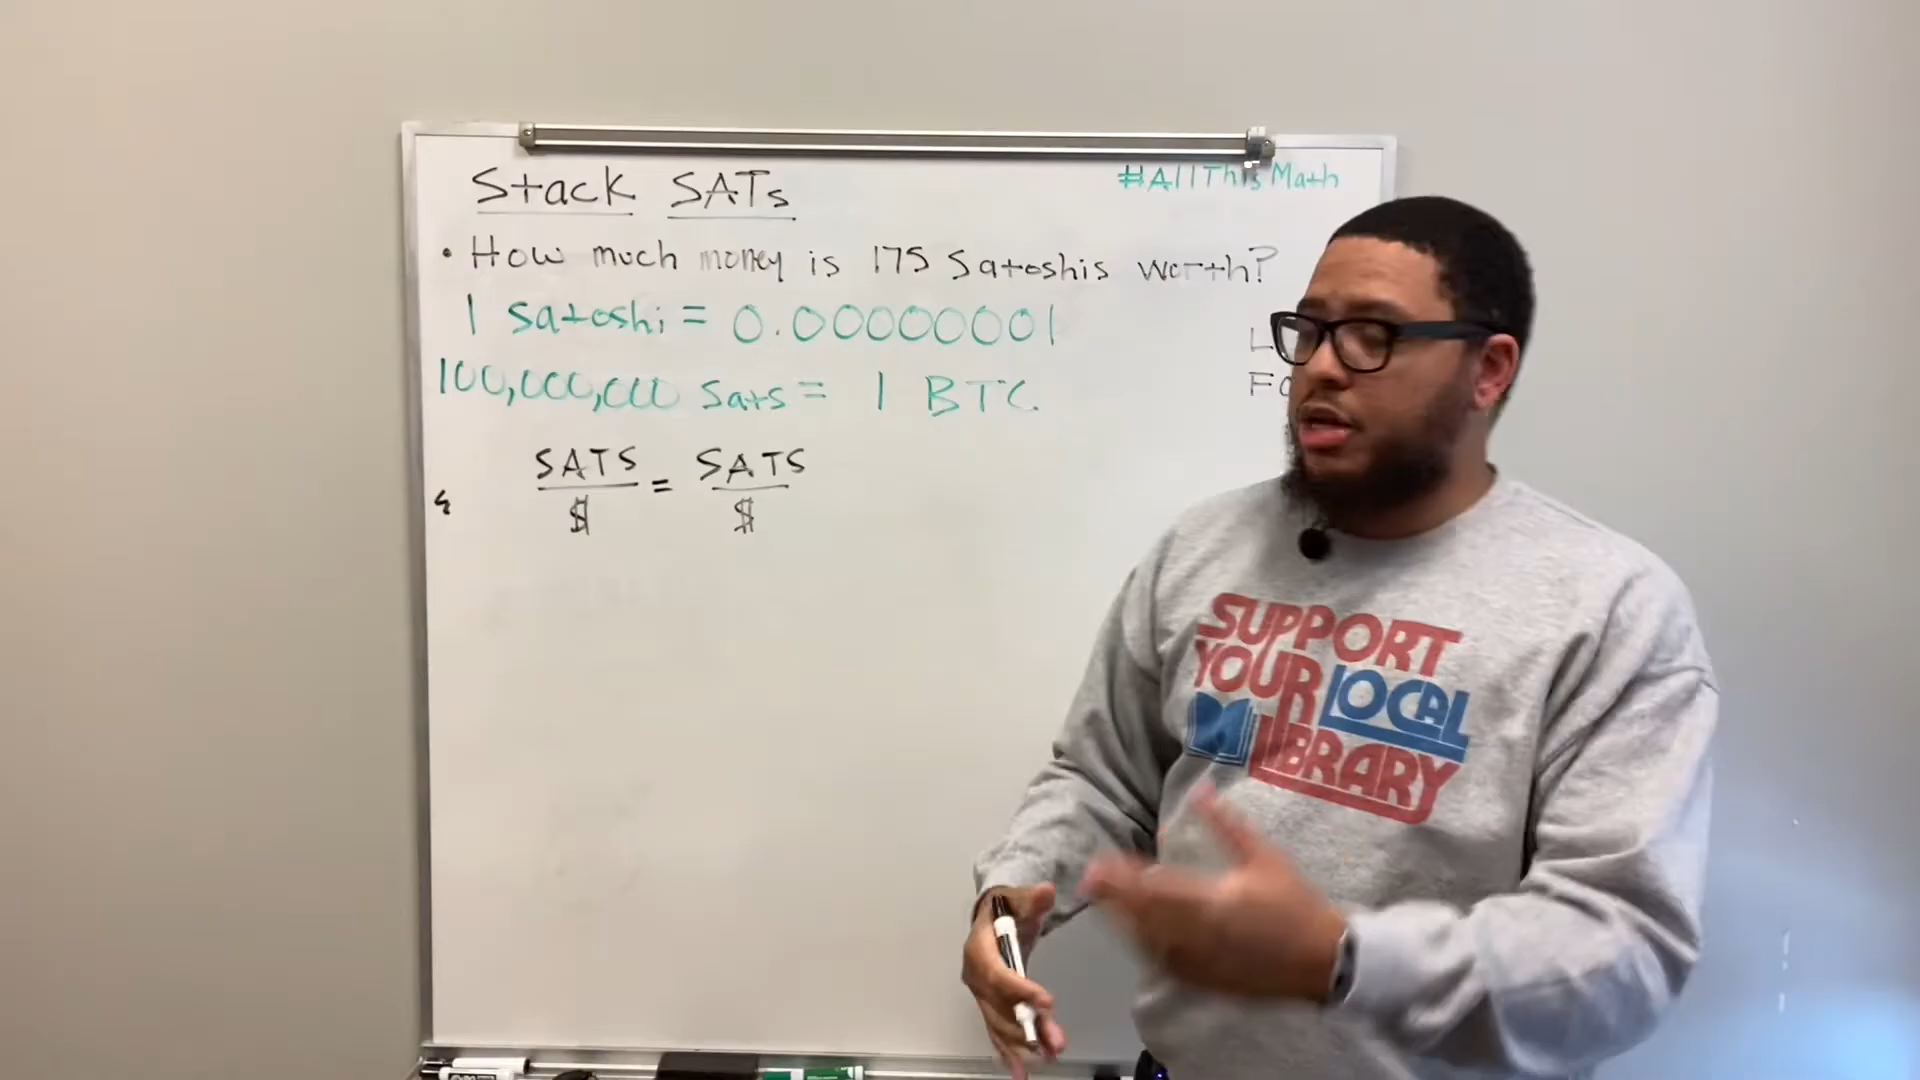 Stack SATs
#AllThisMath
• How much money is 175 Satoshis worth?
1 Satoshi = 0.00000001
100,000,000 Sats = 1 BTC
SATS = SATS
$ $
SUPPORT
YOUR LOCAL
LIBRARY